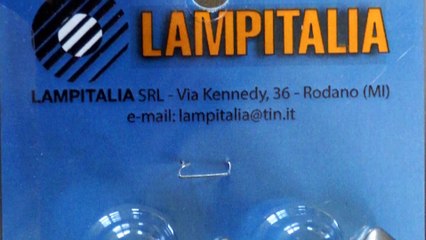 LAMPITALIA
LAMPITALIA SRL - Via Kennedy, 36 - Rodano (MI)
e-mail: lampitalia@tin.it